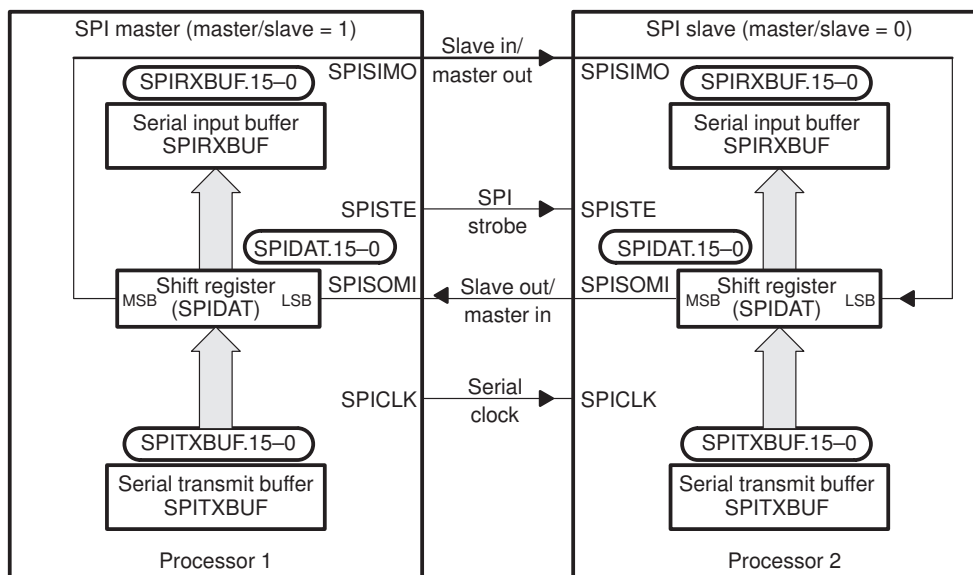 SPI master (master/slave = 1)
SPIRXBUF.15–0
Serial input buffer
SPIRXBUF
SPISIMO
SPISTE
SPIDAT.15–0
MSB
Shift register
(SPIDAT)
LSB
SPISOMI
SPICLK
SPITXBUF.15–0
Serial transmit buffer
SPITXBUF
Processor 1
Slave in/
master out
SPI
strobe
Slave out/
master in
Serial
clock
SPI slave (master/slave = 0)
SPISIMO
SPIRXBUF.15–0
Serial input buffer
SPIRXBUF
SPISTE
SPIDAT.15–0
SPISOMI
MSB
Shift register
(SPIDAT)
LSB
SPICLK
SPITXBUF.15–0
Serial transmit buffer
SPITXBUF
Processor 2